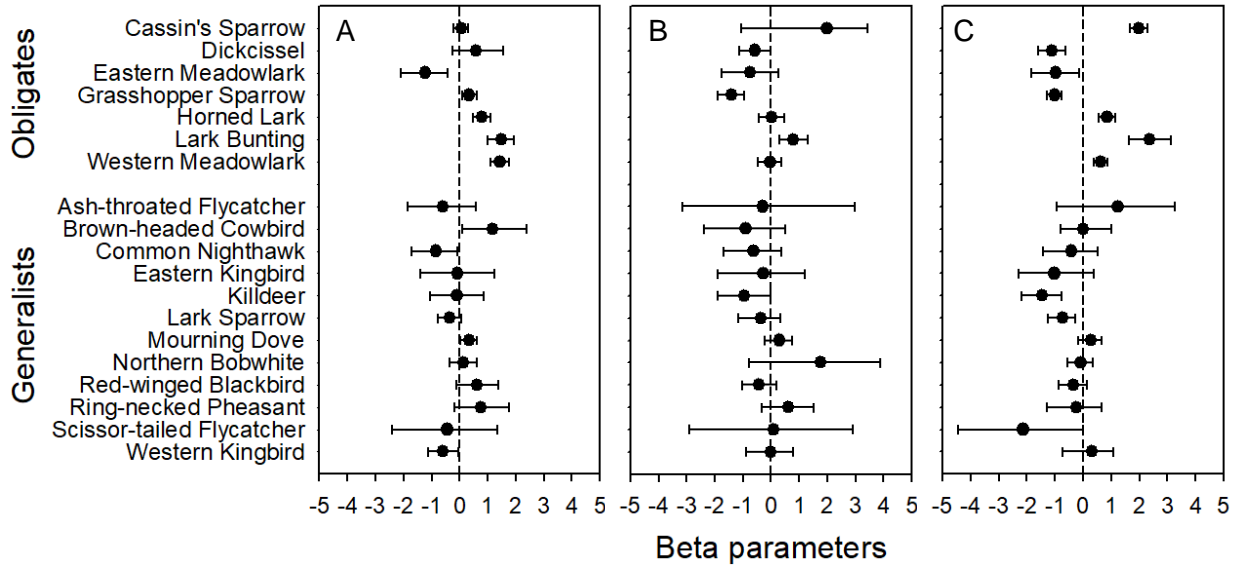 A B C
Obligates
Cassin's Sparrow
Dickcissel
Eastern Meadowlark
Grasshopper Sparrow
Horned Lark
Lark Bunting
Western Meadowlark
Generalists
Ash-throated Flycatcher
Brown-headed Cowbird
Common Nighthawk
Eastern Kingbird
Killdeer
Lark Sparrow
Mourning Dove
Northern Bobwhite
Red-winged Blackbird
Ring-necked Pheasant
Scissor-tailed Flycatcher
Western Kingbird
-5 -4 -3 -2 -1 0 1 2 3 4 5 -5 -4 -3 -2 -1 0 1 2 3 4 5 -5 -4 -3 -2 -1 0 1 2 3 4 5
Beta parameters